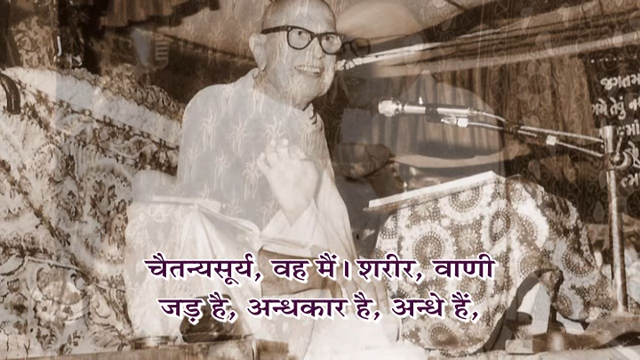 चैतन्यसूर्य, वह मैं। शरीर, वाणी
जड़ है, अन्धकार है, अन्धे हैं,